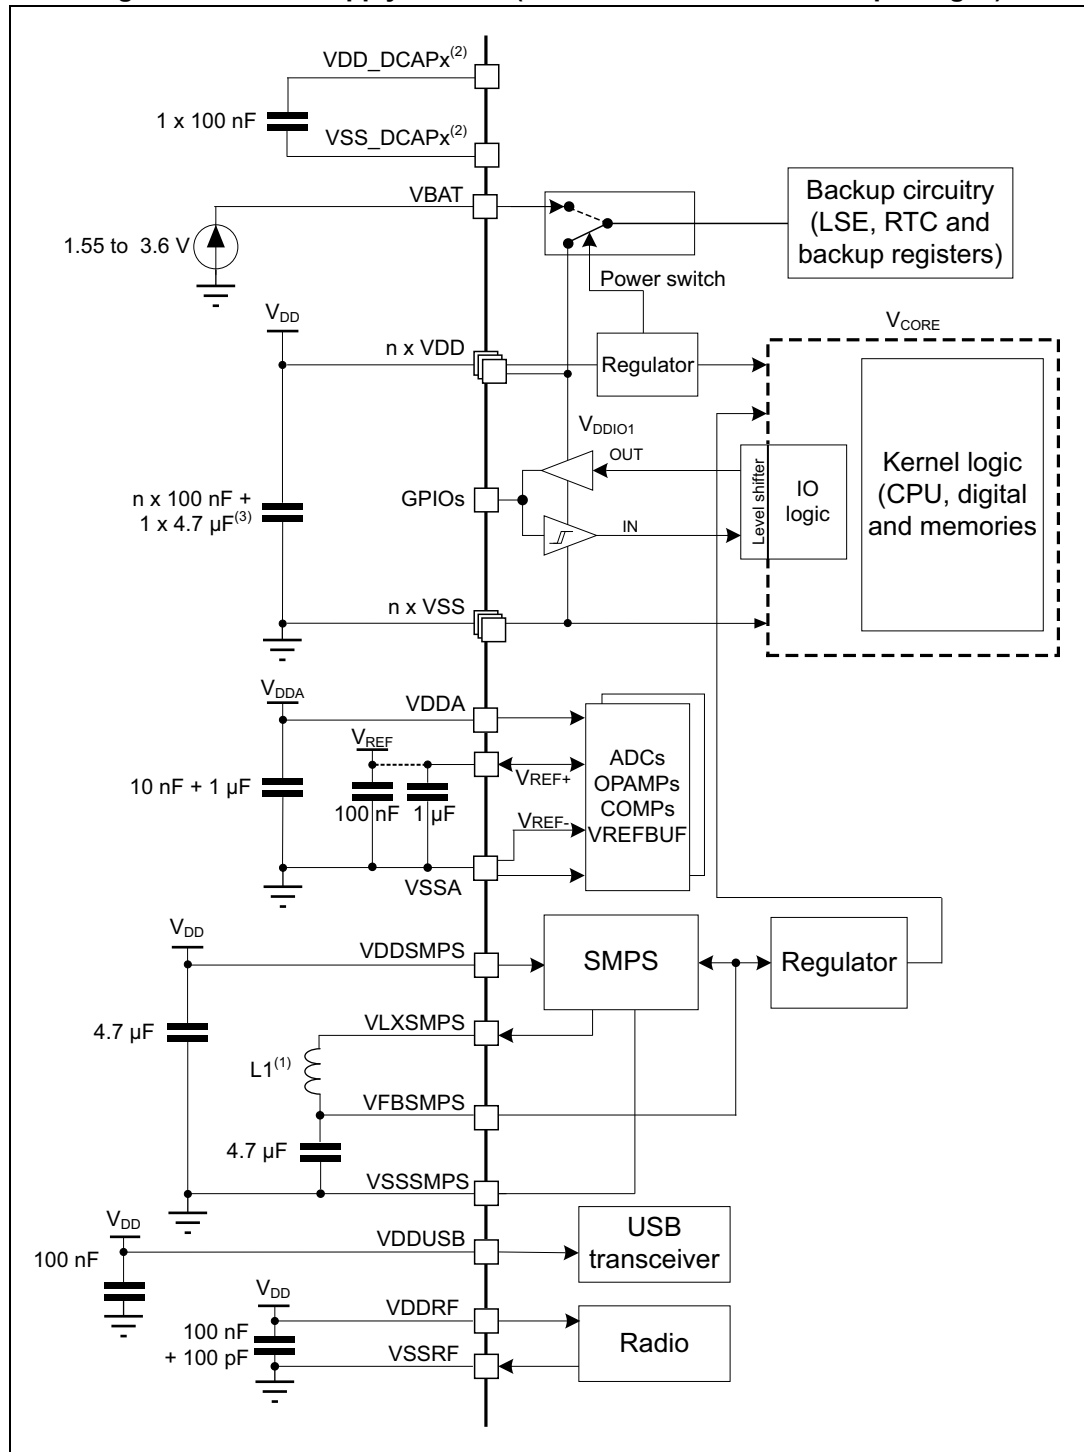 VDD_DCAPx(2)
1 x 100 nF
VSS_DCAPx(2)
VBAT
1.55 to 3.6 V
Power switch
Backup circuitry
(LSE, RTC and
backup registers)
VDD
n x VDD
Regulator
VCORE
VDDIO1
OUT
GPIOs
n x 100 nF +
1 x 4.7 µF(3)
IN
Level shifter
IO
logic
Kernel logic
(CPU, digital
and memories
n x VSS
VDDA
VDDA
VREF
10 nF + 1 µF
100 nF
1 µF
VREF+
VREF-
ADCs
OPAMPs
COMPs
VREFBUF
VSSA
VDD
VDDSMPS
SMPS
Regulator
4.7 µF
VLXSMPS
L1(1)
VFBSMPS
4.7 µF
VSSSMPS
VDD
100 nF
VDDUSB
USB
transceiver
VDD
VDDRF
100 nF
+ 100 pF
VSSRF
Radio